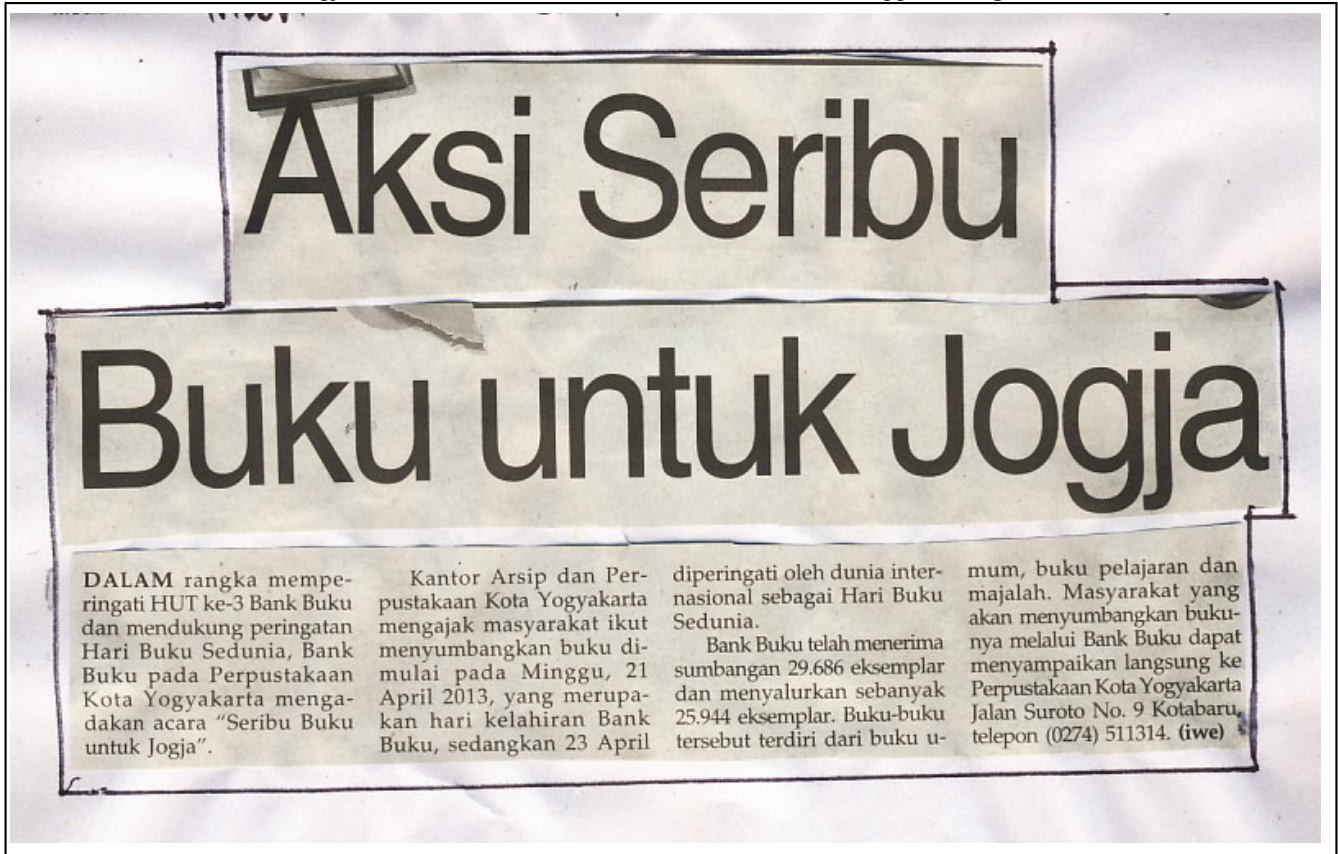 Aksi Seribu
Buku untuk Jogja
DALAM rangka mempe-
ringati HUT ke-3 Bank Buku
dan mendukung peringatan
Hari Buku Sedunia, Bank
Buku pada Perpustakaan
Kota Yogyakarta menga-
dakan acara "Seribu Buku
untuk Jogja".
Kantor Arsip dan Per-
pustakaan Kota Yogyakarta
mengajak masyarakat ikut
menyumbangkan buku di-
mulai pada Minggu, 21
April 2013, yang merupa-
kan hari kelahiran Bank
Buku, sedangkan 23 April
diperingati oleh dunia inter-
nasional sebagai Hari Buku
Sedunia.
Bank Buku telah menerima
sumbangan 29.686 eksemplar
dan menyalurkan sebanyak
25.944 eksemplar. Buku-buku
tersebut terdiri dari buku u-
mum, buku pelajaran dan
majalah. Masyarakat yang
akan menyumbangkan buku-
nya melalui Bank Buku dapat
menyampaikan langsung ke
Perpustakaan Kota Yogyakarta
Jalan Suroto No. 9 Kotabaru,
telepon (0274) 511314. (iwe)